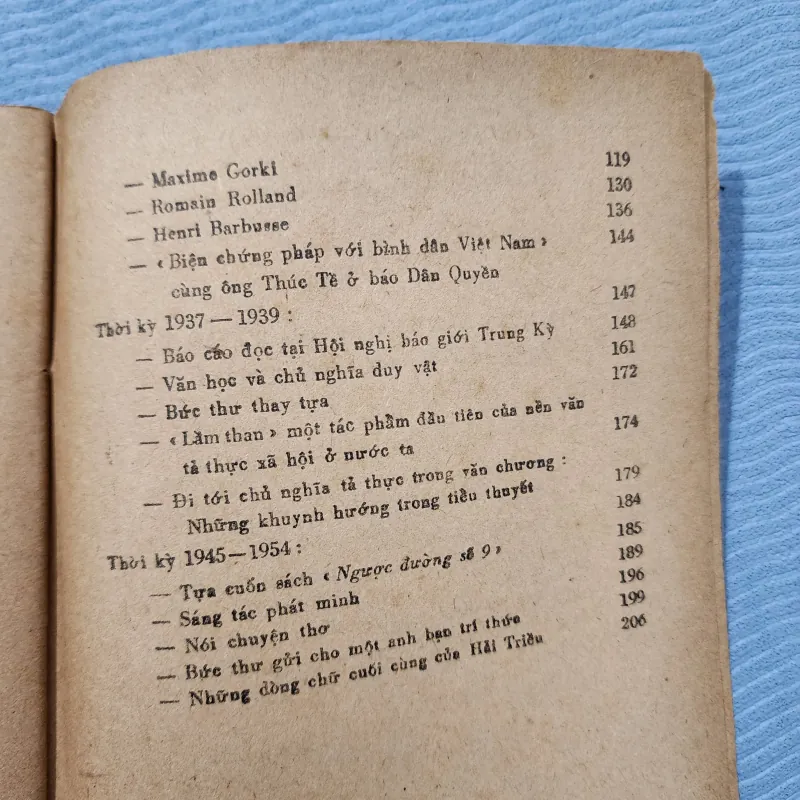 — Maxime Gorki 119
— Romain Rolland 130
— Henri Barbusse 136
— « Biện chứng pháp với bình dân Việt Nam » 144
cùng ông Thúc Tề ở báo Dân Quyền
Thời kỳ 1937 — 1939 : 147
— Báo cáo đọc tại Hội nghị báo giới Trung Kỳ 148
— Văn học và chủ nghĩa duy vật 161
— Bức thư thay tựa 172
— « Lầm than » một tác phẩm đầu tiên của nền văn
tả thực xã hội ở nước ta 174
— Đi tới chủ nghĩa tả thực trong văn chương :
Những khuynh hướng trong tiểu thuyết 179
Thời kỳ 1945 — 1954 : 184
— Tựa cuốn sách « Ngược đường số 9 » 185
— Sáng tác phát minh 189
— Nói chuyện thơ 196
— Bức thư gửi cho một anh bạn trí thức 199
— Những dòng chữ cuối cùng của Hải Triều 206